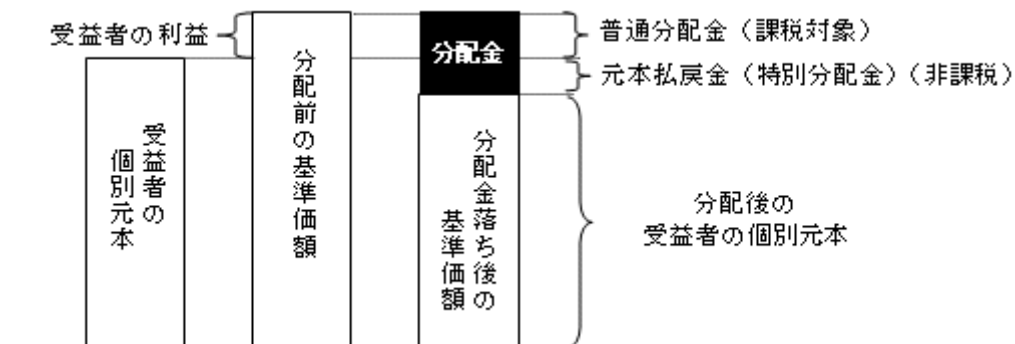 受益者の利益
受益者の
個別元本
分配前の基準価額
分配金
分配金落ち後の
基準価額
普通分配金（課税対象）
元本払戻金（特別分配金）（非課税）
分配後の
受益者の個別元本